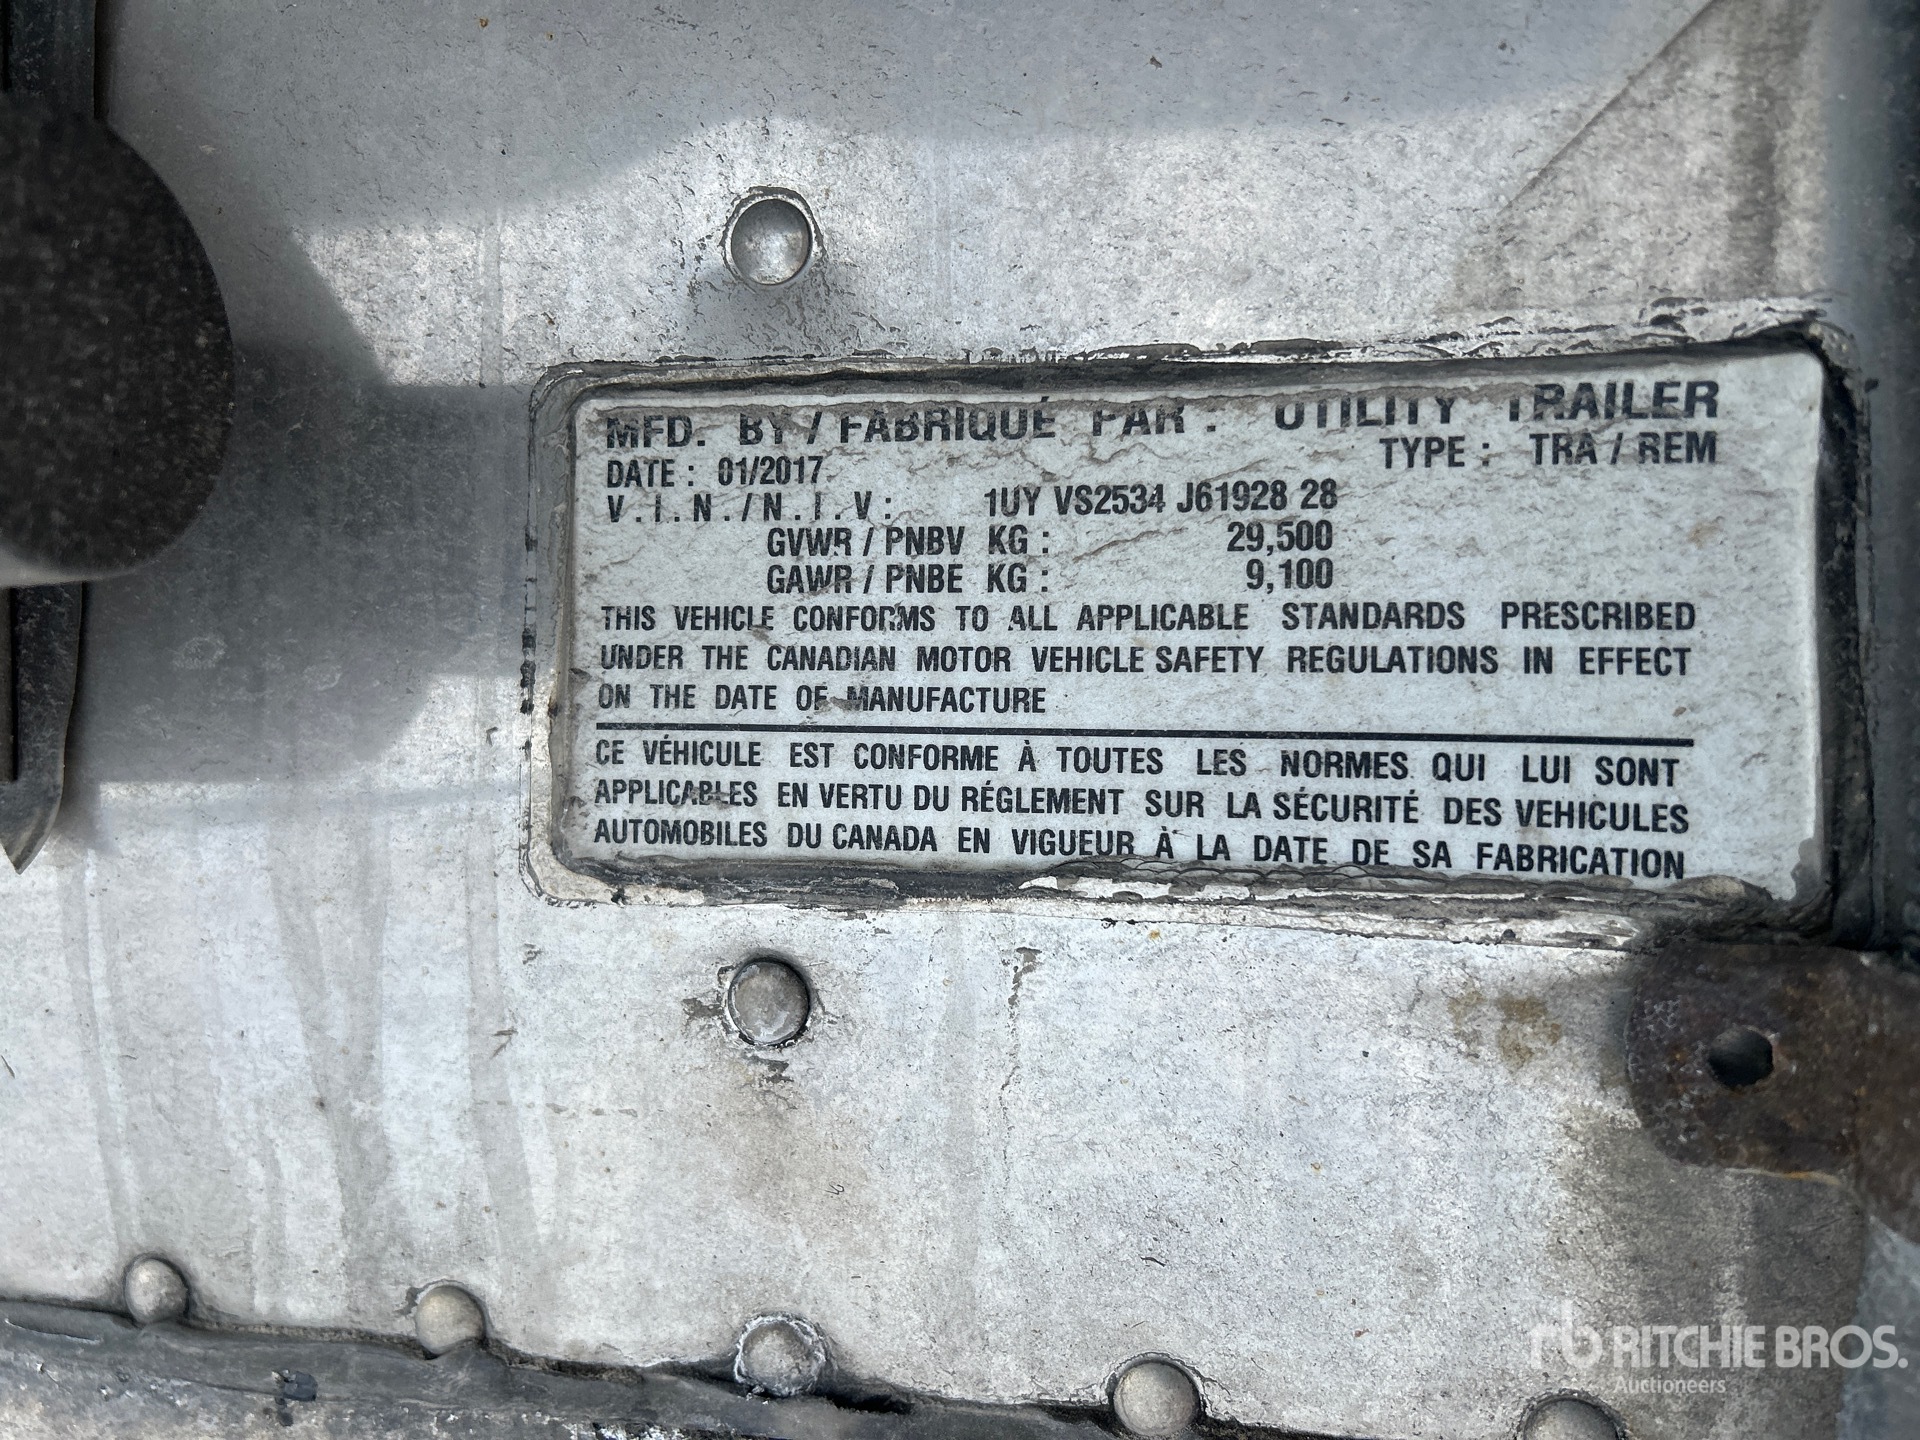 MFD. BY / FABRIQUÉ PAR : UTILITY TRAILER
DATE : 01/2017 TYPE : TRA / REM
V.I.N./N.I.V : 1UY VS2534 J61928 28
GVWR / PNBV KG : 29,500
GAWR / PNBE KG : 9,100
THIS VEHICLE CONFORMS TO ALL APPLICABLE STANDARDS PRESCRIBED
UNDER THE CANADIAN MOTOR VEHICLE SAFETY REGULATIONS IN EFFECT
ON THE DATE OF MANUFACTURE
CE VÉHICULE EST CONFORME À TOUTES LES NORMES QUI LUI SONT
APPLICABLES EN VERTU DU RÉGLEMENT SUR LA SÉCURITÉ DES VEHICULES
AUTOMOBILES DU CANADA EN VIGUEUR À LA DATE DE SA FABRICATION
rb RITCHIE BROS.
Auctioneers